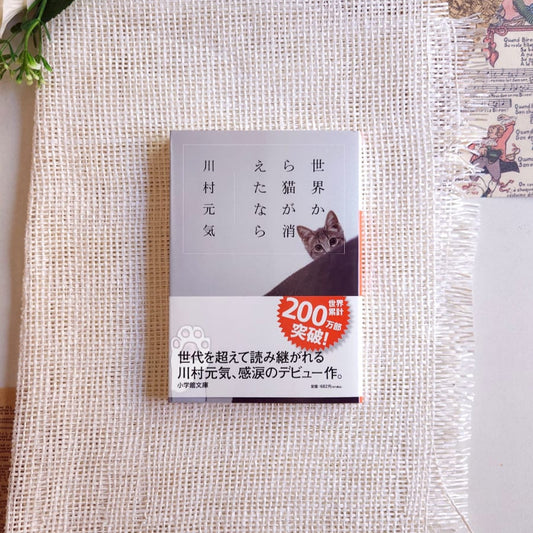 世界か
ら猫が消
えたなら
川村元気
世界
累計
200万部
突破!
世代を超えて読み継がれる
川村元気、感涙のデビュー作。
小学館文庫